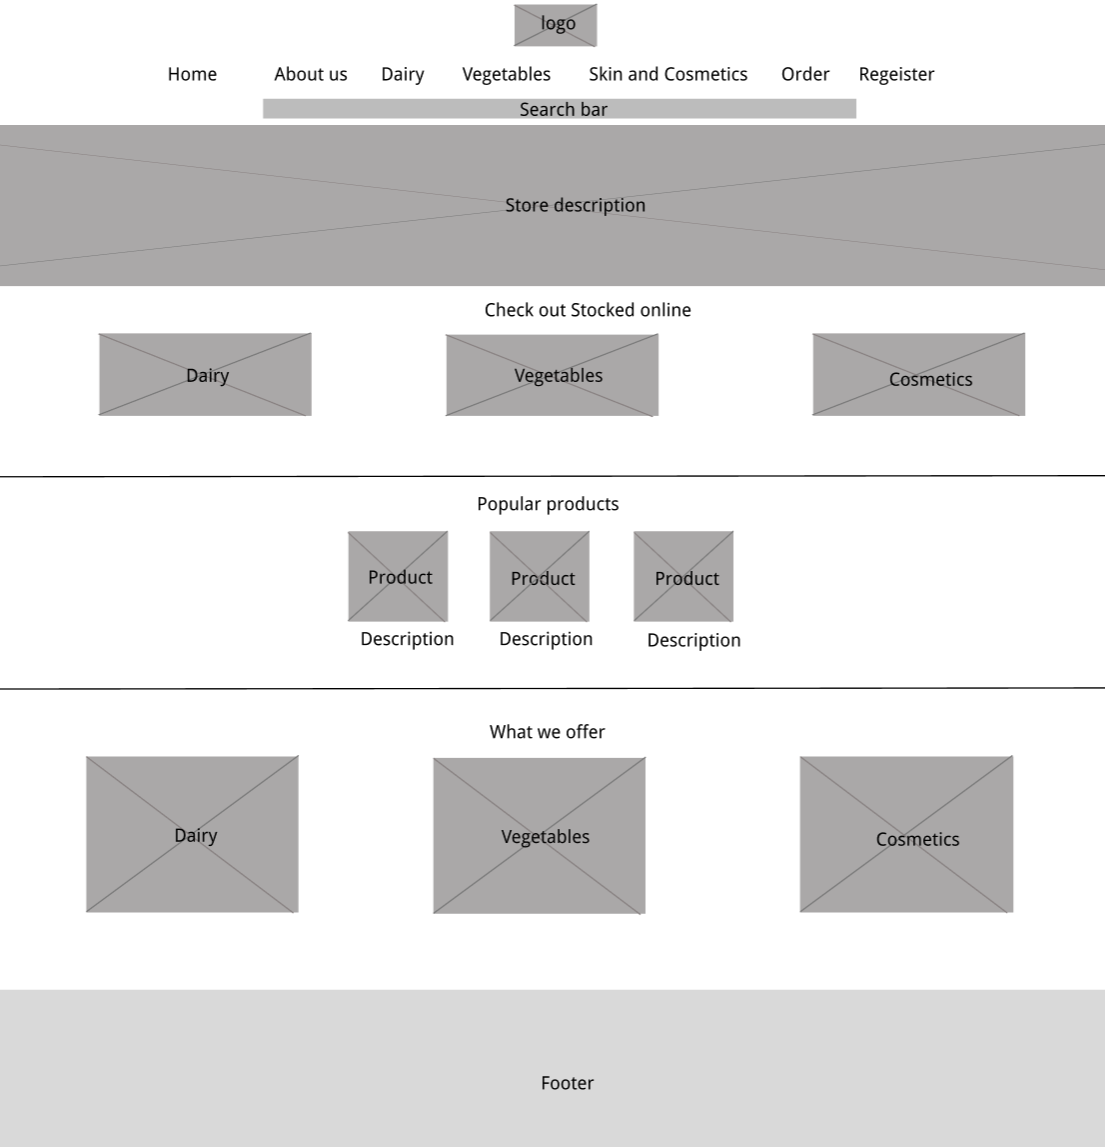 logo
Home About us Dairy Vegetables Skin and Cosmetics Order Regeister
Search bar
Store description
Check out Stocked online
Dairy Vegetables Cosmetics
Popular products
Product Product Product
Description Description Description
What we offer
Dairy Vegetables Cosmetics
Footer